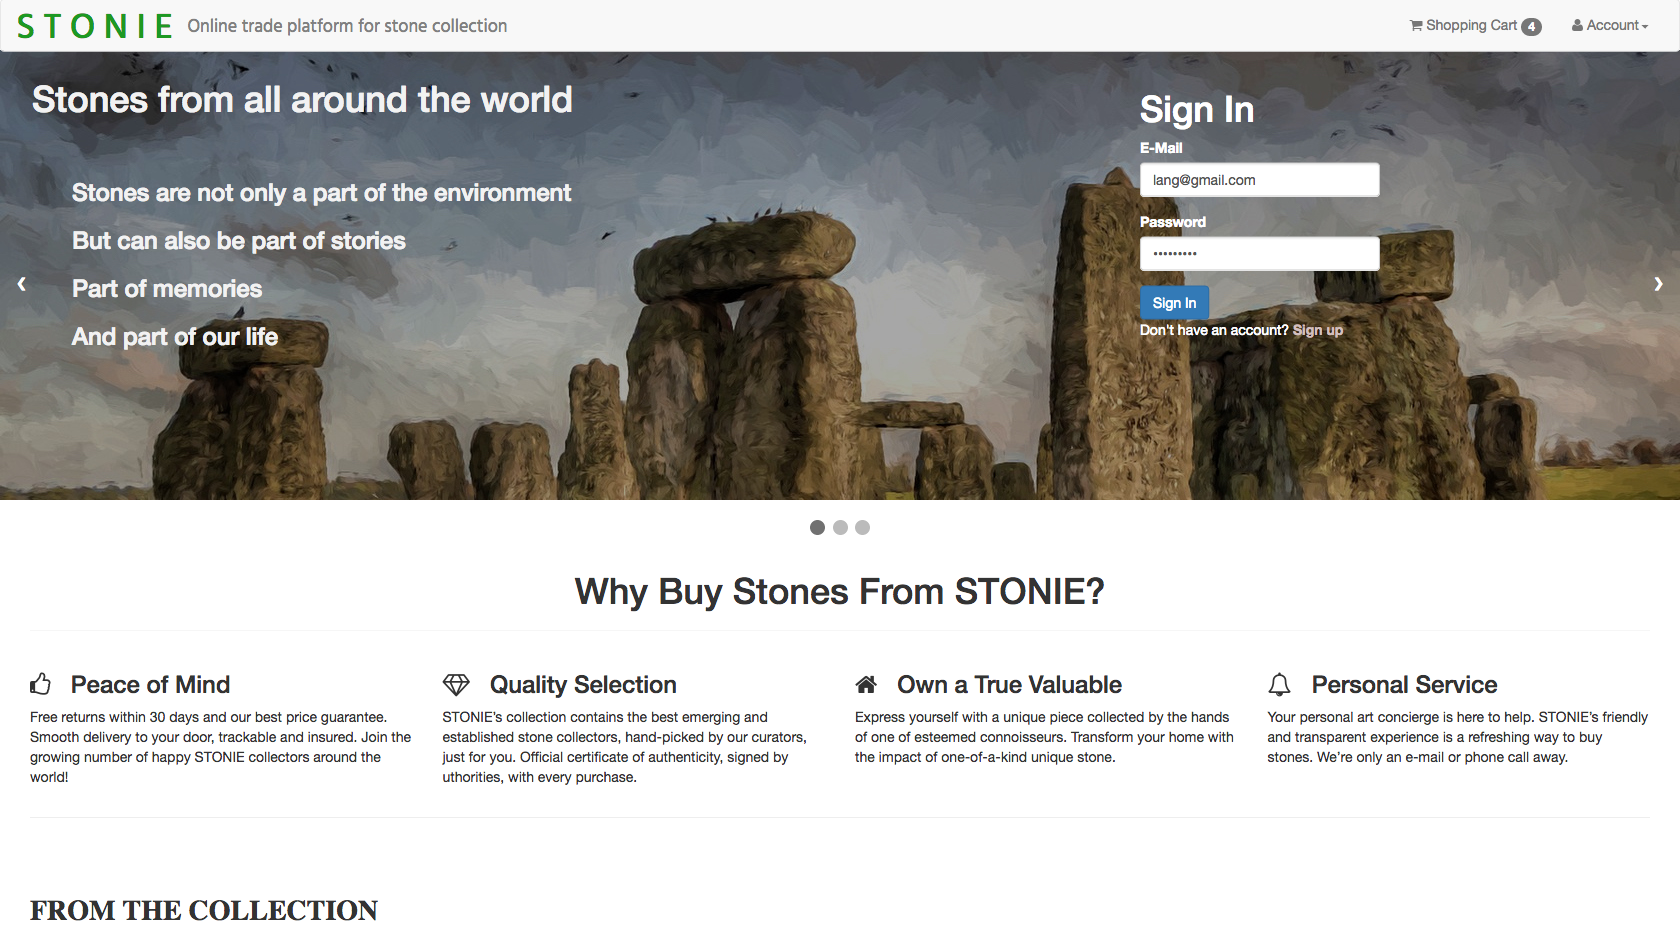 STONIE Online trade platform for stone collection
Shopping Cart 4
Account
Stones from all around the world
Stones are not only a part of the environment
But can also be part of stories
Part of memories
And part of our life
Sign In
E-Mail
lang@gmail.com
Password
•••••••••
Sign In
Don't have an account? Sign up
Why Buy Stones From STONIE?
Peace of Mind
Free returns within 30 days and our best price guarantee.
Smooth delivery to your door, trackable and insured. Join the
growing number of happy STONIE collectors around the
world!
Quality Selection
STONIE's collection contains the best emerging and
established stone collectors, hand-picked by our curators,
just for you. Official certificate of authenticity, signed by
uthorities, with every purchase.
Own a True Valuable
Express yourself with a unique piece collected by the hands
of one of esteemed connoisseurs. Transform your home with
the impact of one-of-a-kind unique stone.
Personal Service
Your personal art concierge is here to help. STONIE's friendly
and transparent experience is a refreshing way to buy
stones. We're only an e-mail or phone call away.
FROM THE COLLECTION